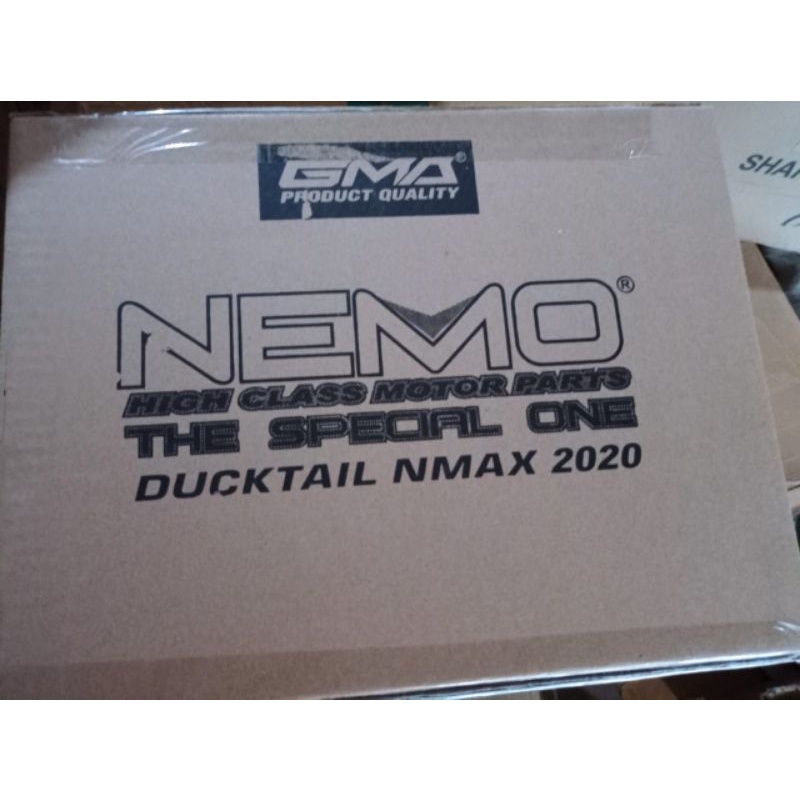 GMA®
PRODUCT QUALITY
NEMO®
HIGH CLASS MOTOR PARTS
THE SPECIAL ONE
DUCKTAIL NMAX 2020